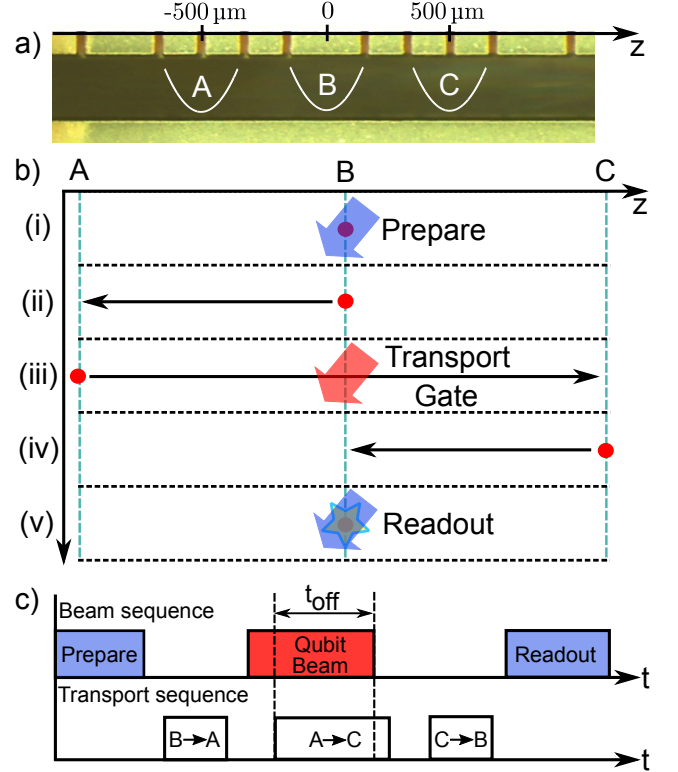 -500 μm 0 500 μm
a) z
A B C
b) A B C
z
(i) Prepare
(ii)
(iii) Transport
Gate
(iv)
(v) Readout
c) Beam sequence
t_off
Prepare Qubit Beam Readout t
Transport sequence
B→A A→C C→B t